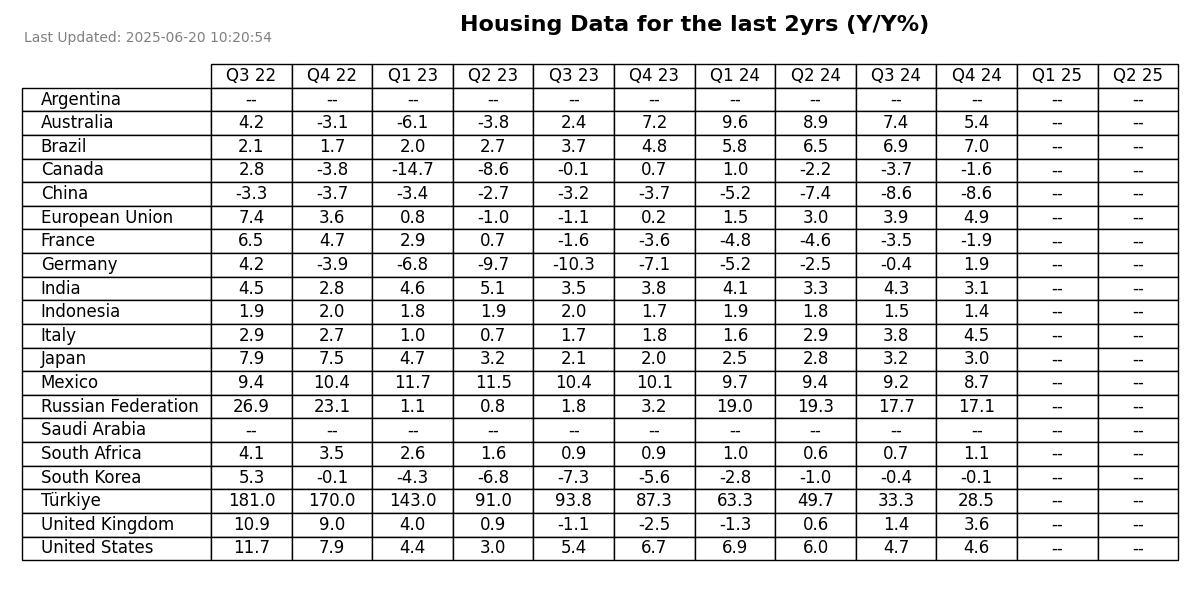 Housing Data for the last 2yrs (Y/Y%)
Last Updated: 2025-06-20 10:20:54
Q3 22 Q4 22 Q1 23 Q2 23 Q3 23 Q4 23 Q1 24 Q2 24 Q3 24 Q4 24 Q1 25 Q2 25
Argentina -- -- -- -- -- -- -- -- -- -- -- --
Australia 4.2 -3.1 -6.1 -3.8 2.4 7.2 9.6 8.9 7.4 5.4 -- --
Brazil 2.1 1.7 2.0 2.7 3.7 4.8 5.8 6.5 6.9 7.0 -- --
Canada 2.8 -3.8 -14.7 -8.6 -0.1 0.7 1.0 -2.2 -3.7 -1.6 -- --
China -3.3 -3.7 -3.4 -2.7 -3.2 -3.7 -5.2 -7.4 -8.6 -8.6 -- --
European Union 7.4 3.6 0.8 -1.0 -1.1 0.2 1.5 3.0 3.9 4.9 -- --
France 6.5 4.7 2.9 0.7 -1.6 -3.6 -4.8 -4.6 -3.5 -1.9 -- --
Germany 4.2 -3.9 -6.8 -9.7 -10.3 -7.1 -5.2 -2.5 -0.4 1.9 -- --
India 4.5 2.8 4.6 5.1 3.5 3.8 4.1 3.3 4.3 3.1 -- --
Indonesia 1.9 2.0 1.8 1.9 2.0 1.7 1.9 1.8 1.5 1.4 -- --
Italy 2.9 2.7 1.0 0.7 1.7 1.8 1.6 2.9 3.8 4.5 -- --
Japan 7.9 7.5 4.7 3.2 2.1 2.0 2.5 2.8 3.2 3.0 -- --
Mexico 9.4 10.4 11.7 11.5 10.4 10.1 9.7 9.4 9.2 8.7 -- --
Russian Federation 26.9 23.1 1.1 0.8 1.8 3.2 19.0 19.3 17.7 17.1 -- --
Saudi Arabia -- -- -- -- -- -- -- -- -- -- -- --
South Africa 4.1 3.5 2.6 1.6 0.9 0.9 1.0 0.6 0.7 1.1 -- --
South Korea 5.3 -0.1 -4.3 -6.8 -7.3 -5.6 -2.8 -1.0 -0.4 -0.1 -- --
Türkiye 181.0 170.0 143.0 91.0 93.8 87.3 63.3 49.7 33.3 28.5 -- --
United Kingdom 10.9 9.0 4.0 0.9 -1.1 -2.5 -1.3 0.6 1.4 3.6 -- --
United States 11.7 7.9 4.4 3.0 5.4 6.7 6.9 6.0 4.7 4.6 -- --